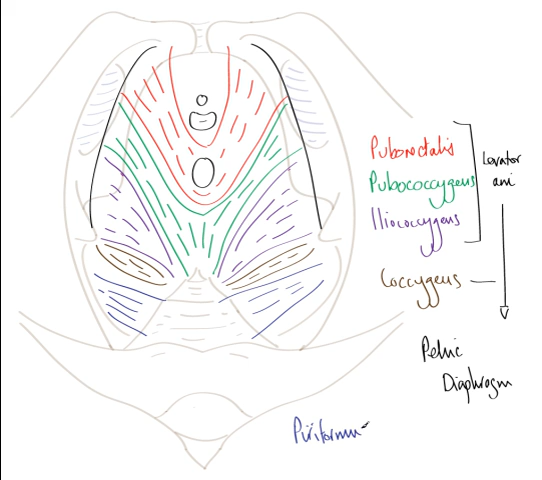 Puborectalis
Pubococcygeus
Iliococcygeus
Levator
ani
Coccygeus
Pelvic
Diaphragm
Piriformis